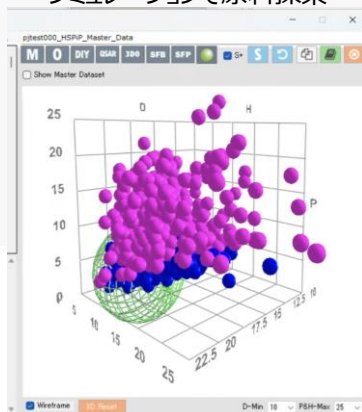 シミュレーションで原料探索
pjtest000_HSPiP_Master_Data
M O DIY QSAR 3D0 SFB SFP S+ S
Show Master Dataset
25 D H
20
15
10 P
5
0
5 10 15 20 25
22.5 20 17.5 15 12.5 10
Wireframe 3D Reset D-Min 10 P&H-Max 25